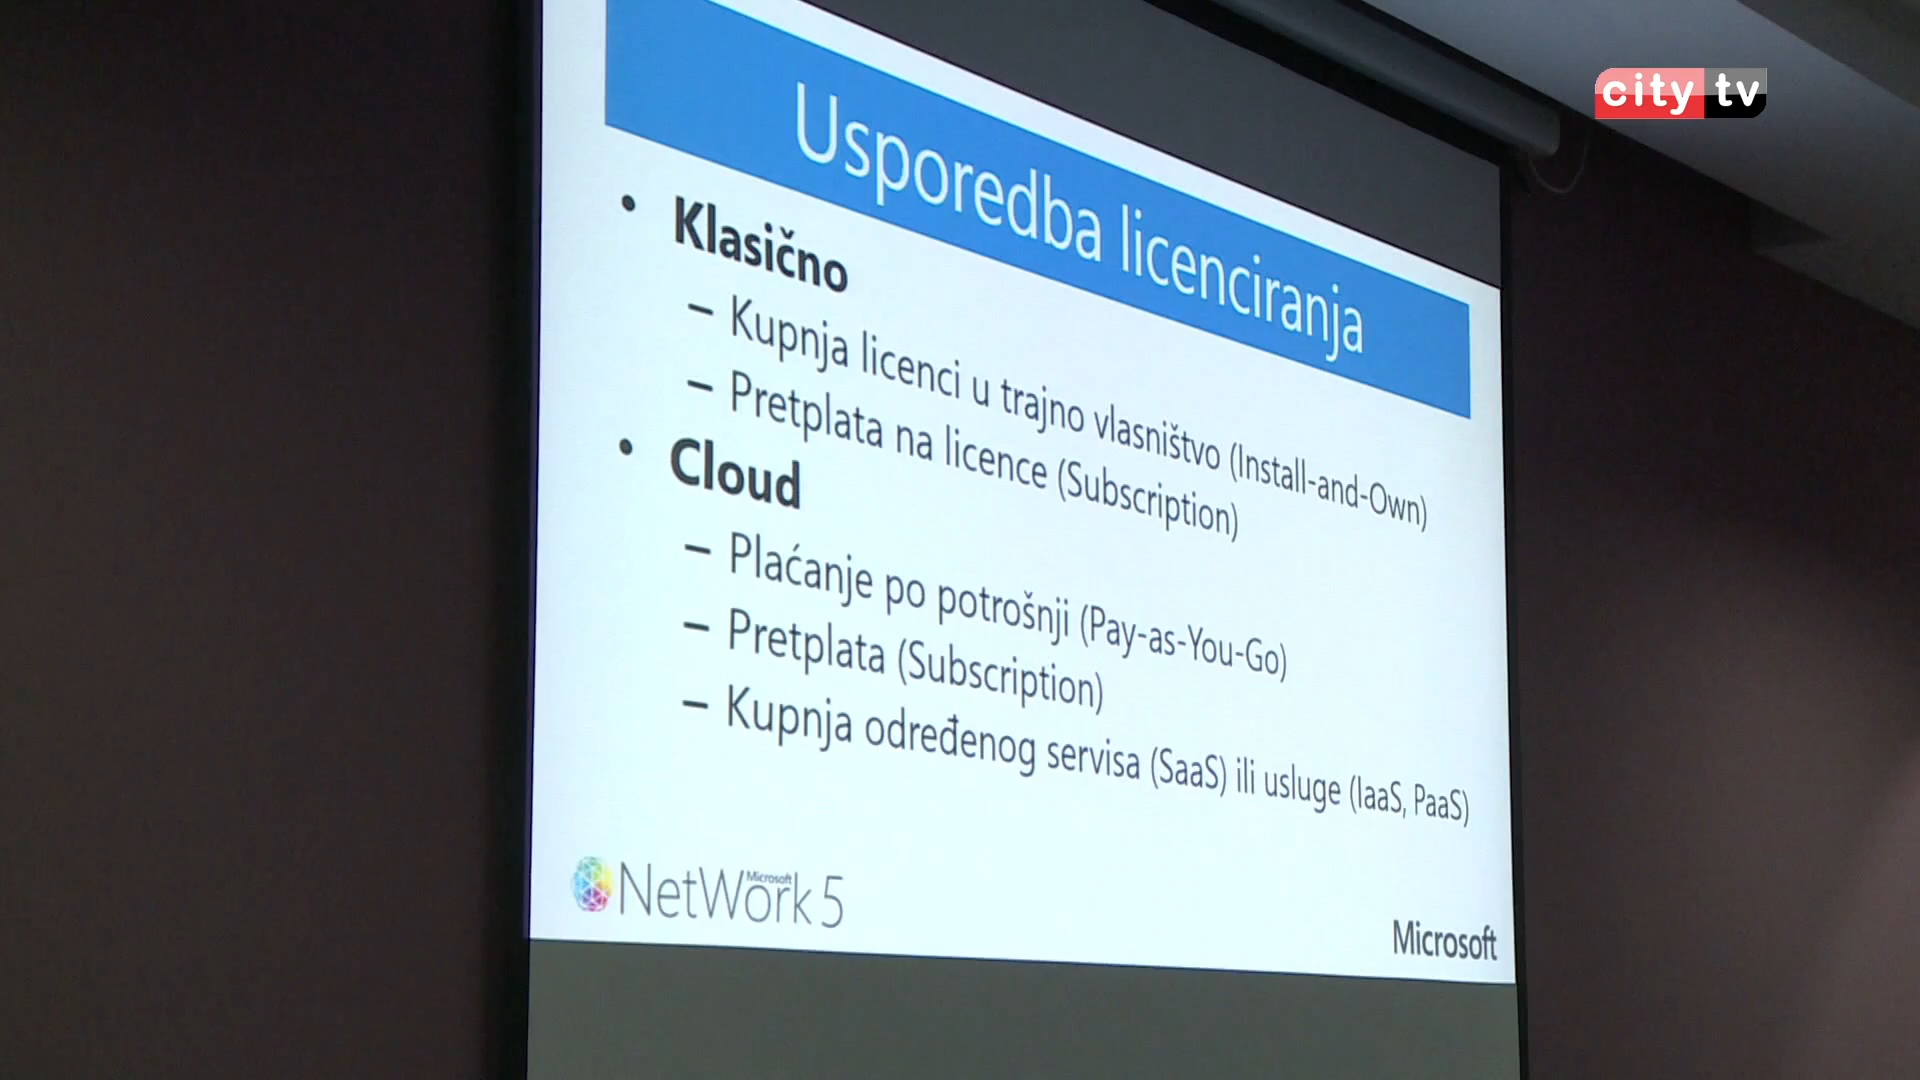 city tv
Usporedba licenciranja
• Klasično
– Kupnja licenci u trajno vlasništvo (Install-and-Own)
– Pretplata na licence (Subscription)
• Cloud
– Plaćanje po potrošnji (Pay-as-You-Go)
– Pretplata (Subscription)
– Kupnja određenog servisa (SaaS) ili usluge (IaaS, PaaS)
Microsoft
NetWork 5
Microsoft